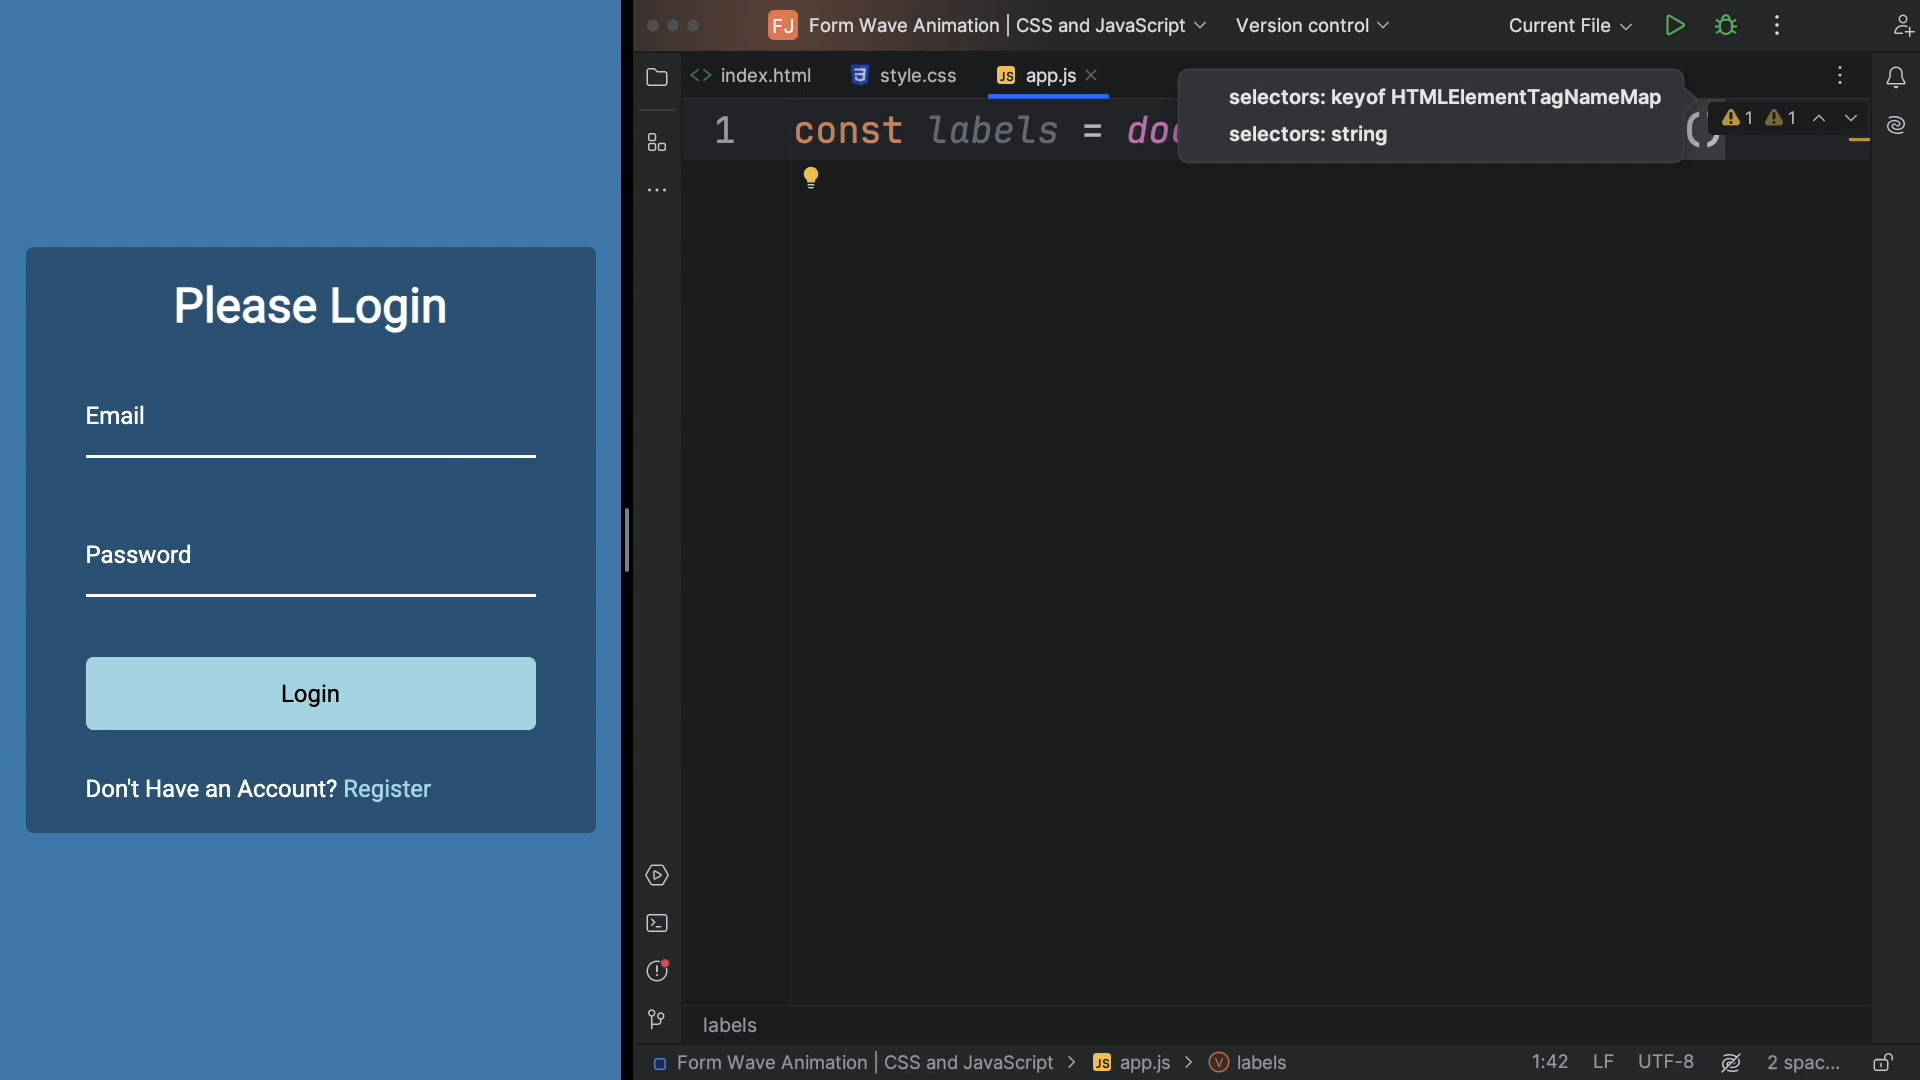 Please Login
Email
Password
Login
Don't Have an Account? Register
FJ Form Wave Animation | CSS and JavaScript Version control Current File
index.html style.css JS app.js
selectors: keyof HTMLElementTagNameMap
selectors: string
1 1
1 const labels = do ()
labels
Form Wave Animation | CSS and JavaScript > JS app.js > V labels 1:42 LF UTF-8 2 spac...